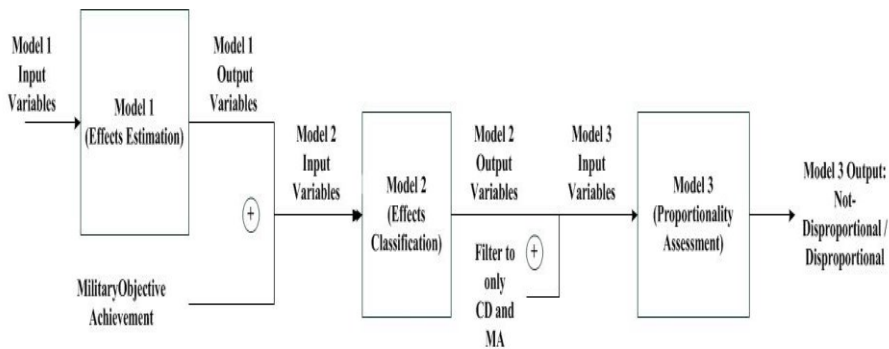 Model 1
Input
Variables
Model 1
(Effects Estimation)
Model 1
Output
Variables
+
MilitaryObjective
Achievement
Model 2
Input
Variables
Model 2
(Effects
Classification)
Model 2
Output
Variables
Filter to
only
CD and
MA
+
Model 3
Input
Variables
Model 3
(Proportionality
Assessment)
Model 3 Output:
Not-
Disproportional /
Disproportional